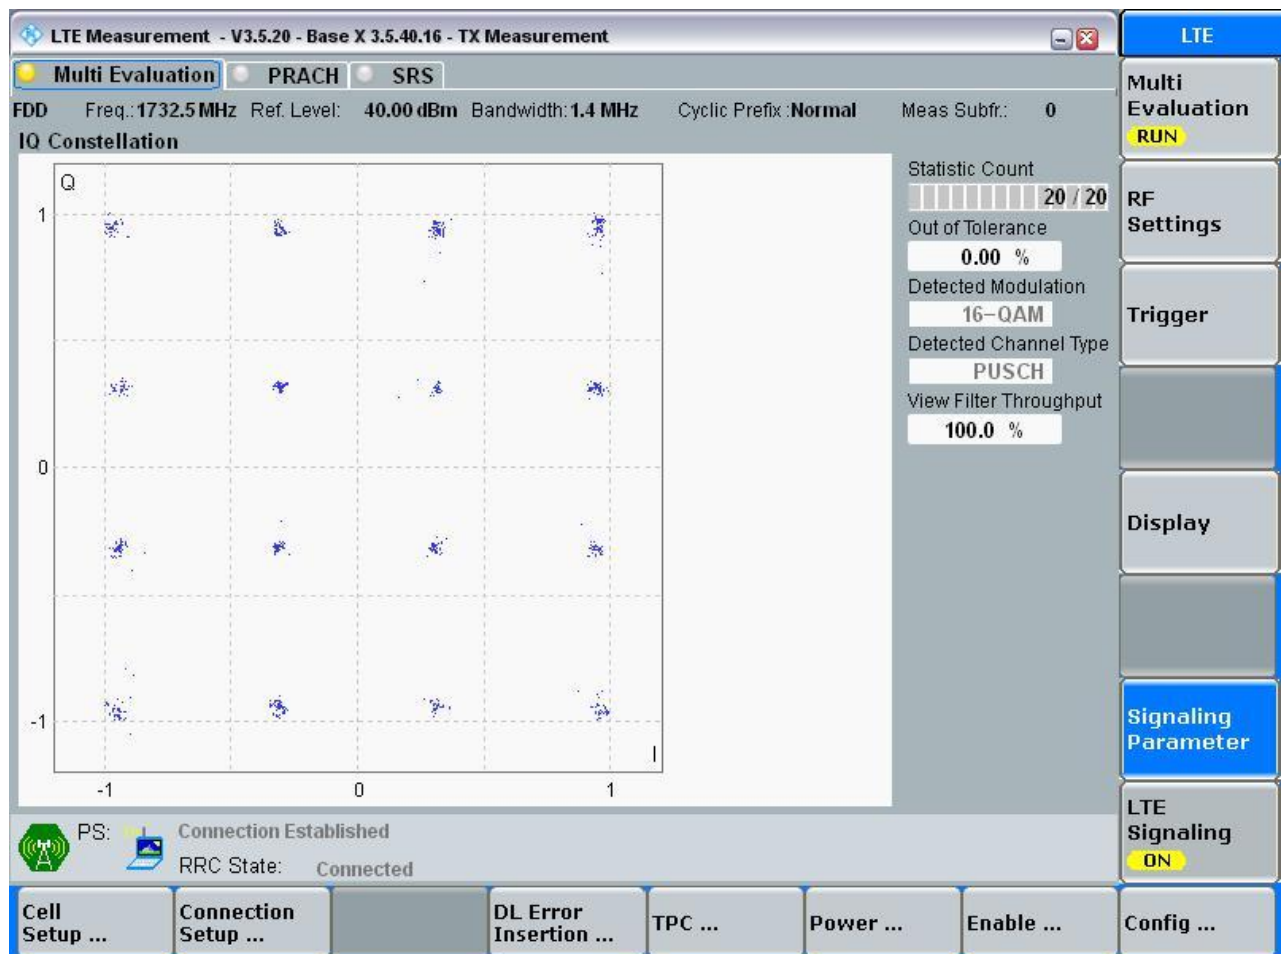 LTE Measurement - V3.5.20 - Base X 3.5.40.16 - TX Measurement
LTE
Multi Evaluation PRACH SRS
FDD Freq.:1732.5 MHz Ref. Level: 40.00 dBm Bandwidth:1.4 MHz Cyclic Prefix :Normal Meas Subfr.: 0
IQ Constellation
Q
1
0
-1
I
-1 0 1
Statistic Count
20 / 20
Out of Tolerance
0.00 %
Detected Modulation
16-QAM
Detected Channel Type
PUSCH
View Filter Throughput
100.0 %
Multi
Evaluation
RUN
RF
Settings
Trigger
Display
Signaling
Parameter
LTE
Signaling
ON
PS: Connection Established
RRC State: Connected
Cell
Setup ...
Connection
Setup ...
DL Error
Insertion ...
TPC ...
Power ...
Enable ...
Config ...